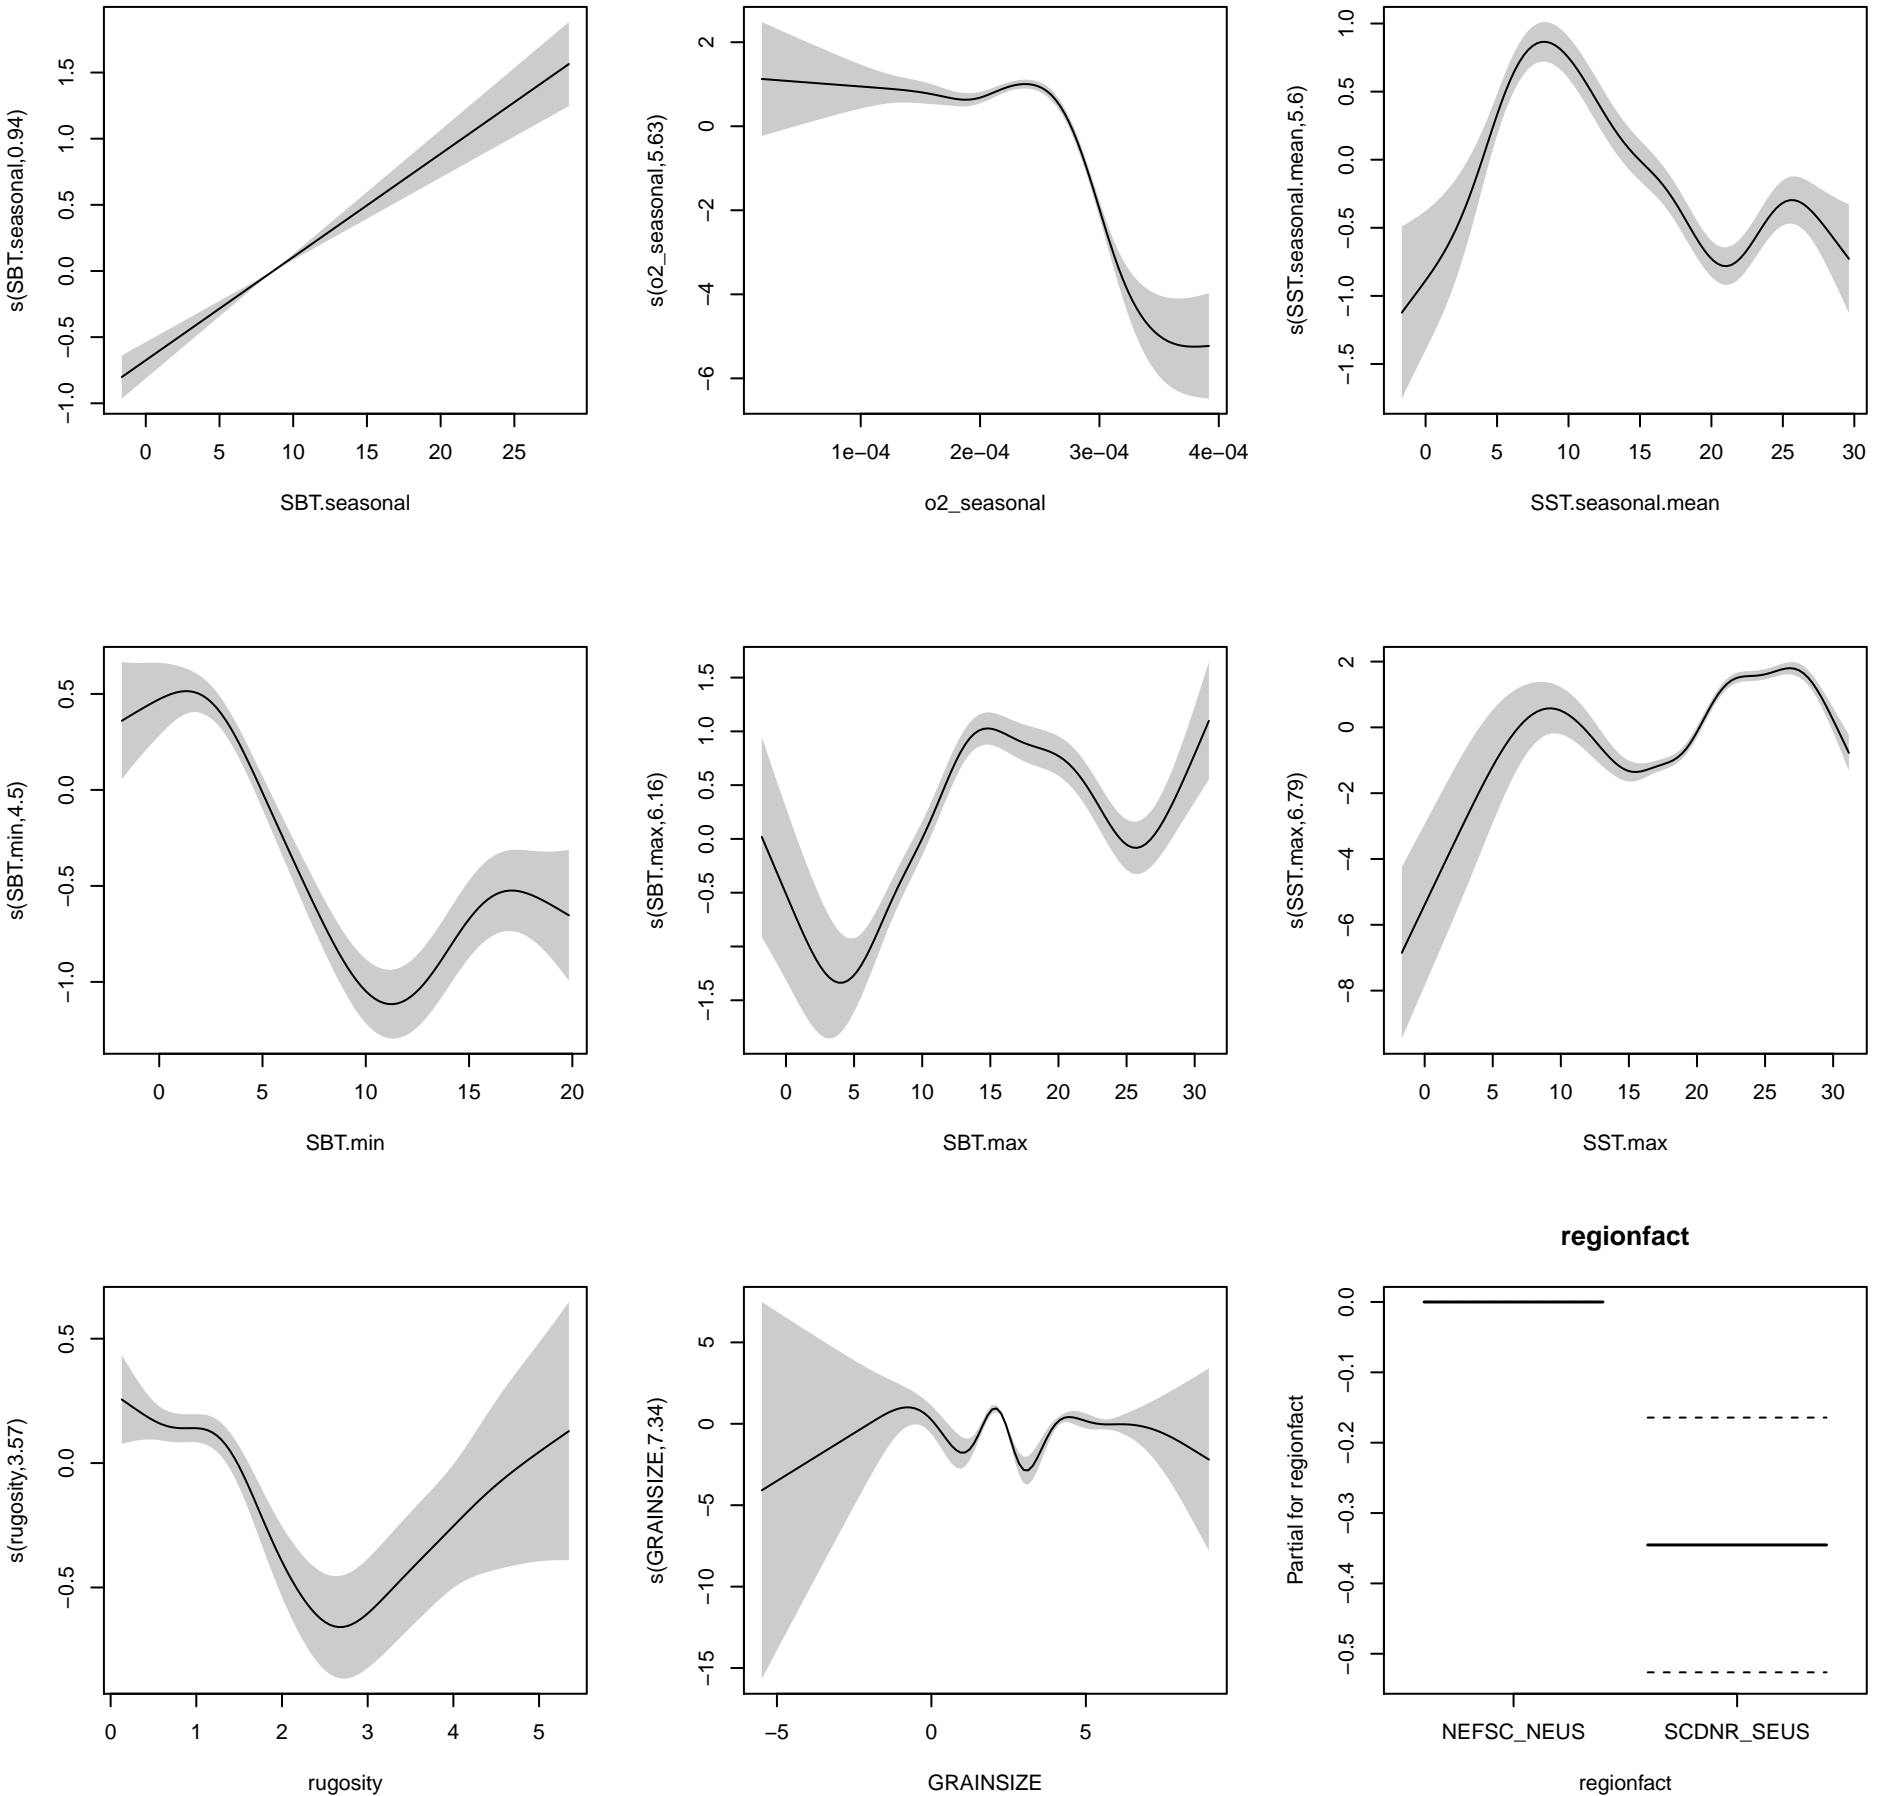 s(SBT.seasonal,0.94)
−1.0 −0.5 0.0 0.5 1.0 1.5
0 5 10 15 20 25
SBT.seasonal
s(o2_seasonal,5.63)
−6 −4 −2 0 2
1e−04 2e−04 3e−04 4e−04
o2_seasonal
s(SST.seasonal.mean,5.6)
−1.5 −1.0 −0.5 0.0 0.5 1.0
0 5 10 15 20 25 30
SST.seasonal.mean
s(SBT.min,4.5)
−1.0 −0.5 0.0 0.5
0 5 10 15 20
SBT.min
s(SBT.max,6.16)
−1.5 −0.5 0.0 0.5 1.0 1.5
0 5 10 15 20 25 30
SBT.max
s(SST.max,6.79)
−8 −6 −4 −2 0 2
0 5 10 15 20 25 30
SST.max
s(rugosity,3.57)
−0.5 0.0 0.5
0 1 2 3 4 5
rugosity
s(GRAINSIZE,7.34)
−15 −10 −5 0 5
−5 0 5
GRAINSIZE
regionfact
Partial for regionfact
−0.5 −0.4 −0.3 −0.2 −0.1 0.0
NEFSC_NEUS SCDNR_SEUS
regionfact